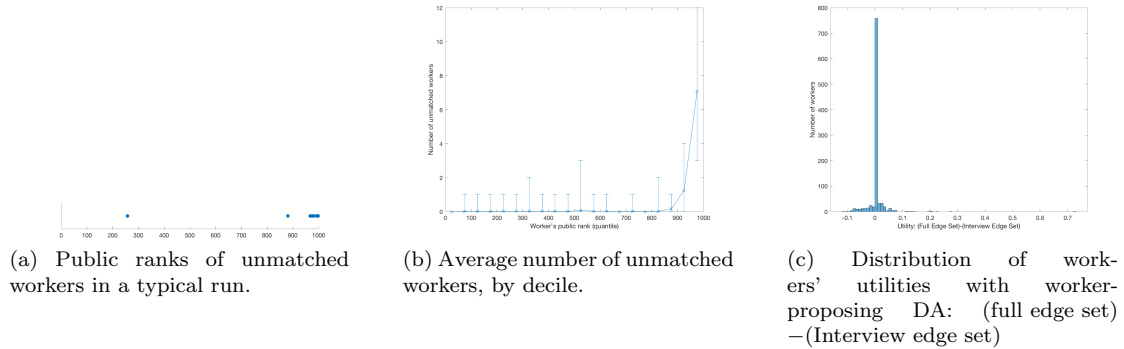 0 100 200 300 400 500 600 700 800 900 1000
(a) Public ranks of unmatched
workers in a typical run.
12
10
8
6
4
2
0
Number of unmatched workers
0 100 200 300 400 500 600 700 800 900 1000
Worker's public rank (quantile)
(b) Average number of unmatched
workers, by decile.
800
700
600
500
400
300
200
100
0
Number of workers
-0.1 0 0.1 0.2 0.3 0.4 0.5 0.6 0.7
Utility: (Full Edge Set)-(Interview Edge Set)
(c) Distribution of work-
ers' utilities with worker-
proposing DA: (full edge set)
−(Interview edge set)